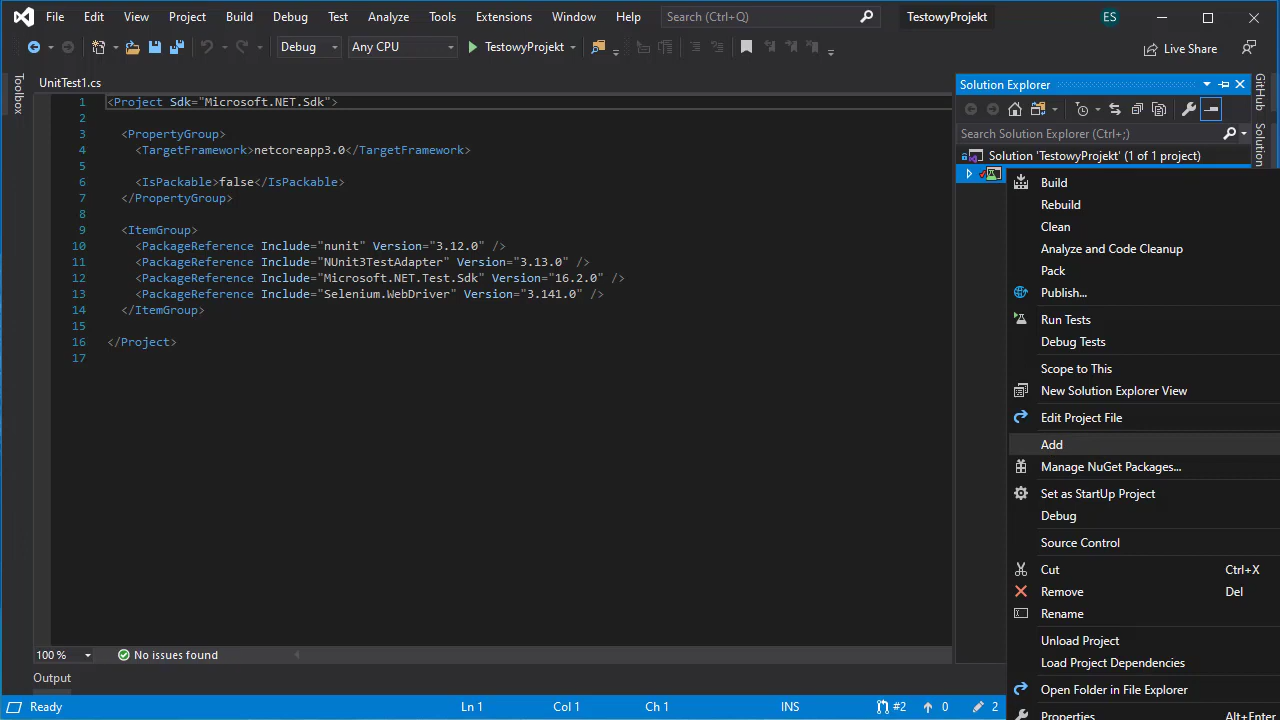 File Edit View Project Build Debug Test Analyze Tools Extensions Window Help Search (Ctrl+Q) TestowyProjekt ES
Debug Any CPU TestowyProjekt Live Share
Toolbox
UnitTest1.cs
1 <Project Sdk="Microsoft.NET.Sdk">
2
3 <PropertyGroup>
4 <TargetFramework>netcoreapp3.0</TargetFramework>
5
6 <IsPackable>false</IsPackable>
7 </PropertyGroup>
8
9 <ItemGroup>
10 <PackageReference Include="nunit" Version="3.12.0" />
11 <PackageReference Include="NUnit3TestAdapter" Version="3.13.0" />
12 <PackageReference Include="Microsoft.NET.Test.Sdk" Version="16.2.0" />
13 <PackageReference Include="Selenium.WebDriver" Version="3.141.0" />
14 </ItemGroup>
15
16 </Project>
17
100 % No issues found
Output
Solution Explorer
Search Solution Explorer (Ctrl+;)
Solution 'TestowyProjekt' (1 of 1 project)
GitHub
Solution
Build
Rebuild
Clean
Analyze and Code Cleanup
Pack
Publish...
Run Tests
Debug Tests
Scope to This
New Solution Explorer View
Edit Project File
Add
Manage NuGet Packages...
Set as StartUp Project
Debug
Source Control
Cut Ctrl+X
Remove Del
Rename
Unload Project
Load Project Dependencies
Open Folder in File Explorer
Properties Alt+Enter
Ready Ln 1 Col 1 Ch 1 INS #2 0 2